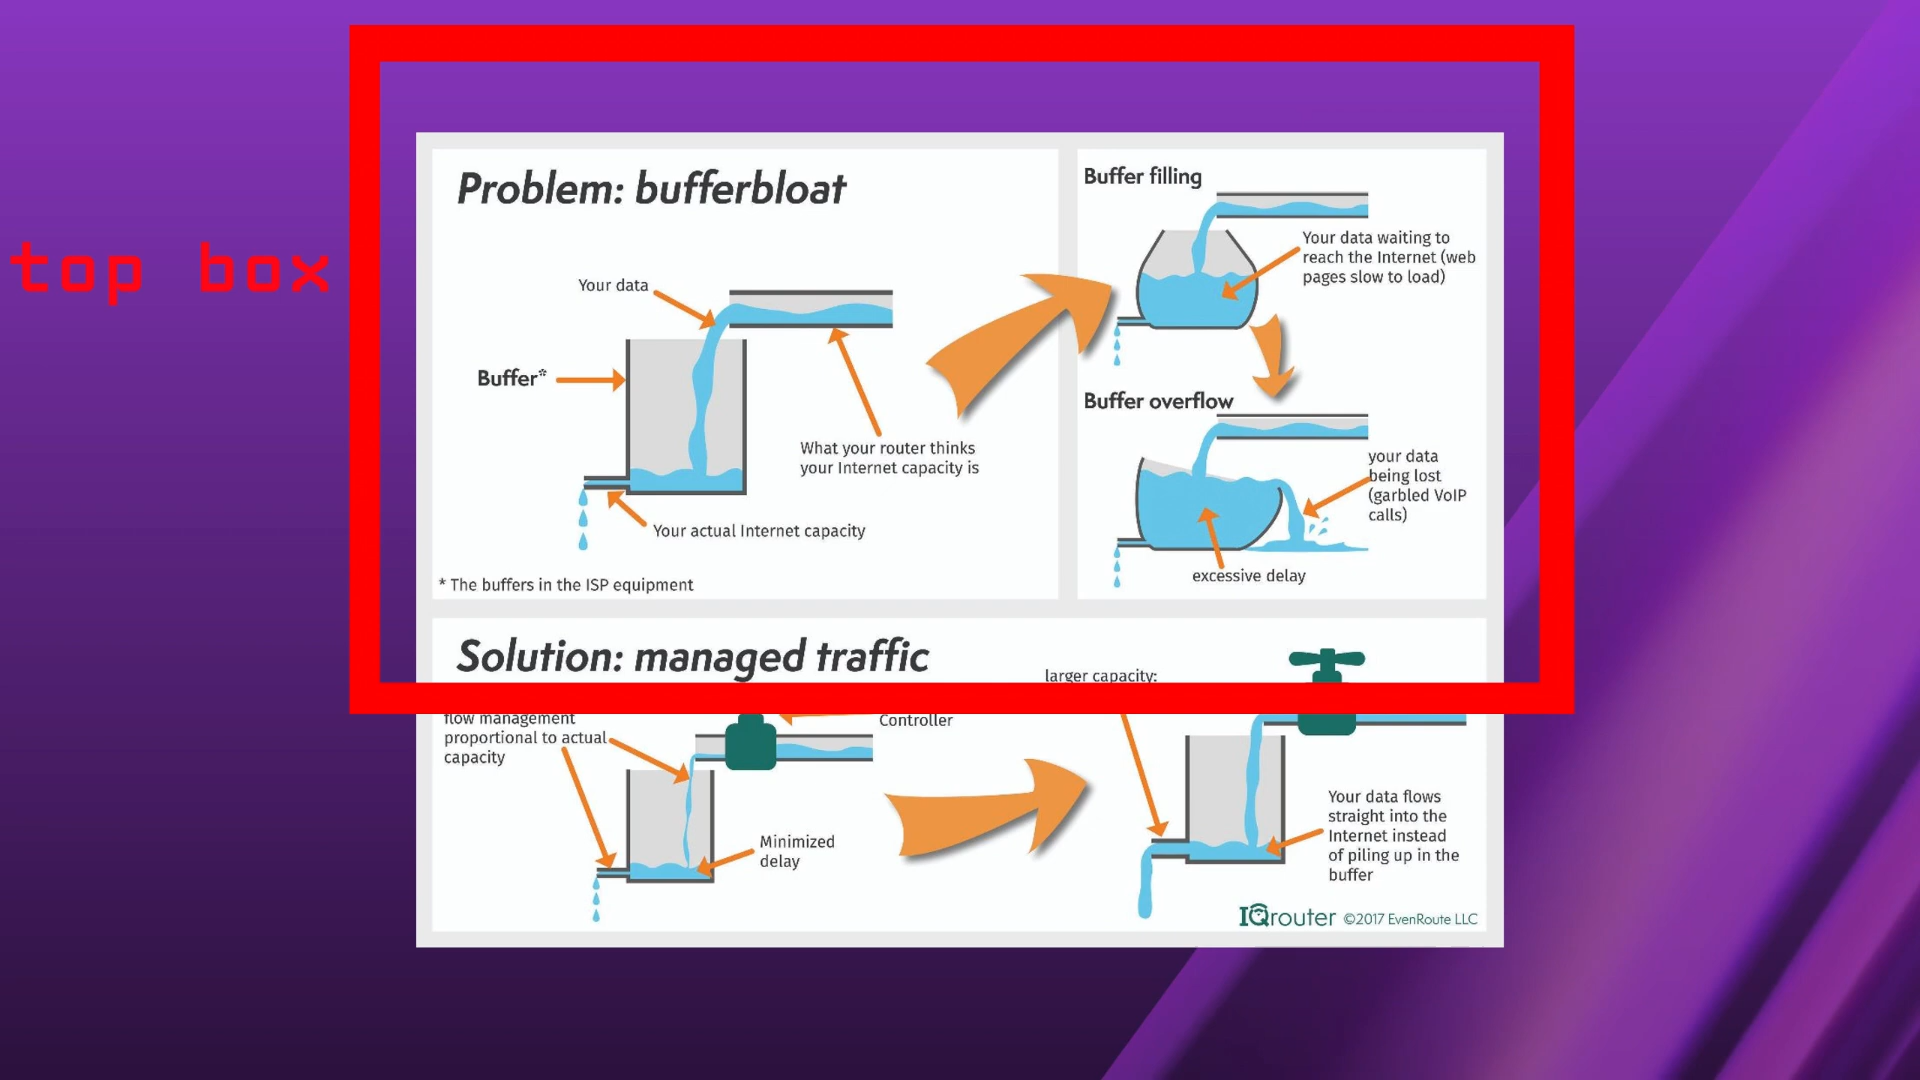 top box
Problem: bufferbloat
Your data
Buffer*
What your router thinks
your Internet capacity is
Your actual Internet capacity
* The buffers in the ISP equipment
Buffer filling
Your data waiting to
reach the Internet (web
pages slow to load)
Buffer overflow
your data
being lost
(garbled VoIP
calls)
excessive delay
Solution: managed traffic
flow management
proportional to actual
capacity
Controller
Minimized
delay
larger capacity:
Your data flows
straight into the
Internet instead
of piling up in the
buffer
IQrouter ©2017 EvenRoute LLC